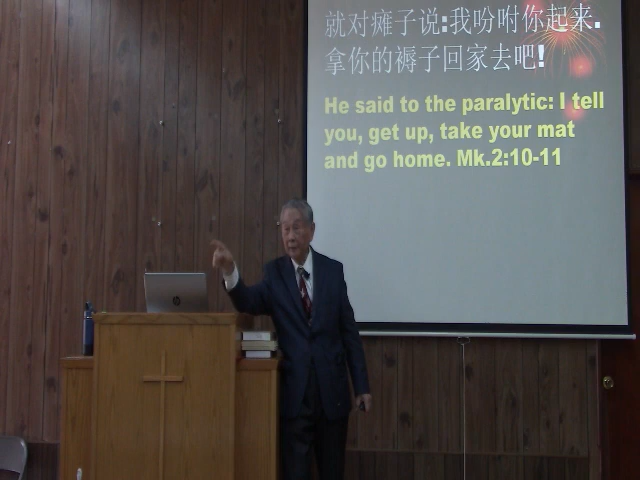 就对瘫子说:我吩咐你起来.
拿你的褥子回家去吧!
He said to the paralytic: I tell
you, get up, take your mat
and go home. Mk.2:10-11
hp